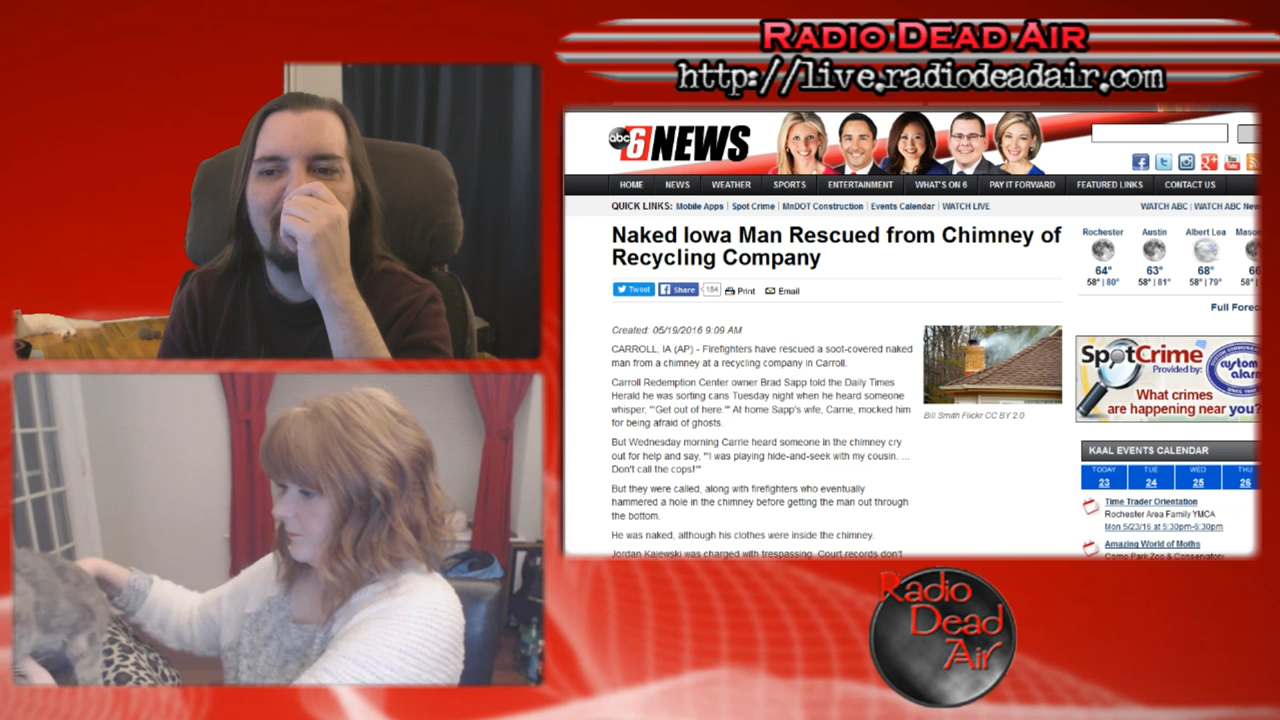 RADIO DEAD AIR
http://live.radiodeadair.com
abc 6 NEWS
HOME NEWS WEATHER SPORTS ENTERTAINMENT WHAT'S ON 6 PAY IT FORWARD FEATURED LINKS CONTACT US
QUICK LINKS: Mobile Apps | Spot Crime | MnDOT Construction | Events Calendar | WATCH LIVE WATCH ABC | WATCH ABC New
Naked Iowa Man Rescued from Chimney of
Recycling Company
Tweet Share 184 Print Email
Created: 05/19/2016 9:09 AM
CARROLL, IA (AP) - Firefighters have rescued a soot-covered naked
man from a chimney at a recycling company in Carroll.
Carroll Redemption Center owner Brad Sapp told the Daily Times
Herald he was sorting cans Tuesday night when he heard someone
whisper, "'Get out of here.'" At home Sapp's wife, Carrie, mocked him
for being afraid of ghosts.
But Wednesday morning Carrie heard someone in the chimney cry
out for help and say, "'I was playing hide-and-seek with my cousin. ...
Don't call the cops!'"
But they were called, along with firefighters who eventually
hammered a hole in the chimney before getting the man out through
the bottom.
He was naked, although his clothes were inside the chimney.
Jordan Kajewski was charged with trespassing. Court records don't
Bill Smith Flickr CC BY 2.0
Rochester Austin Albert Lea Mason
64° 63° 68° 66
58° | 80° 58° | 81° 58° | 79° 58° |
Full Forec
SpotCrime
Provided by:
CUSTOM COMMUNICATIONS
custom
alarm
What crimes
are happening near you?
KAAL EVENTS CALENDAR
TODAY TUE WED THU
23 24 25 26
Time Trader Orientation
Rochester Area Family YMCA
Mon 5/23/16 at 5:30pm-6:30pm
Amazing World of Moths
Como Park Zoo & Conservatory
Radio
Dead
Air